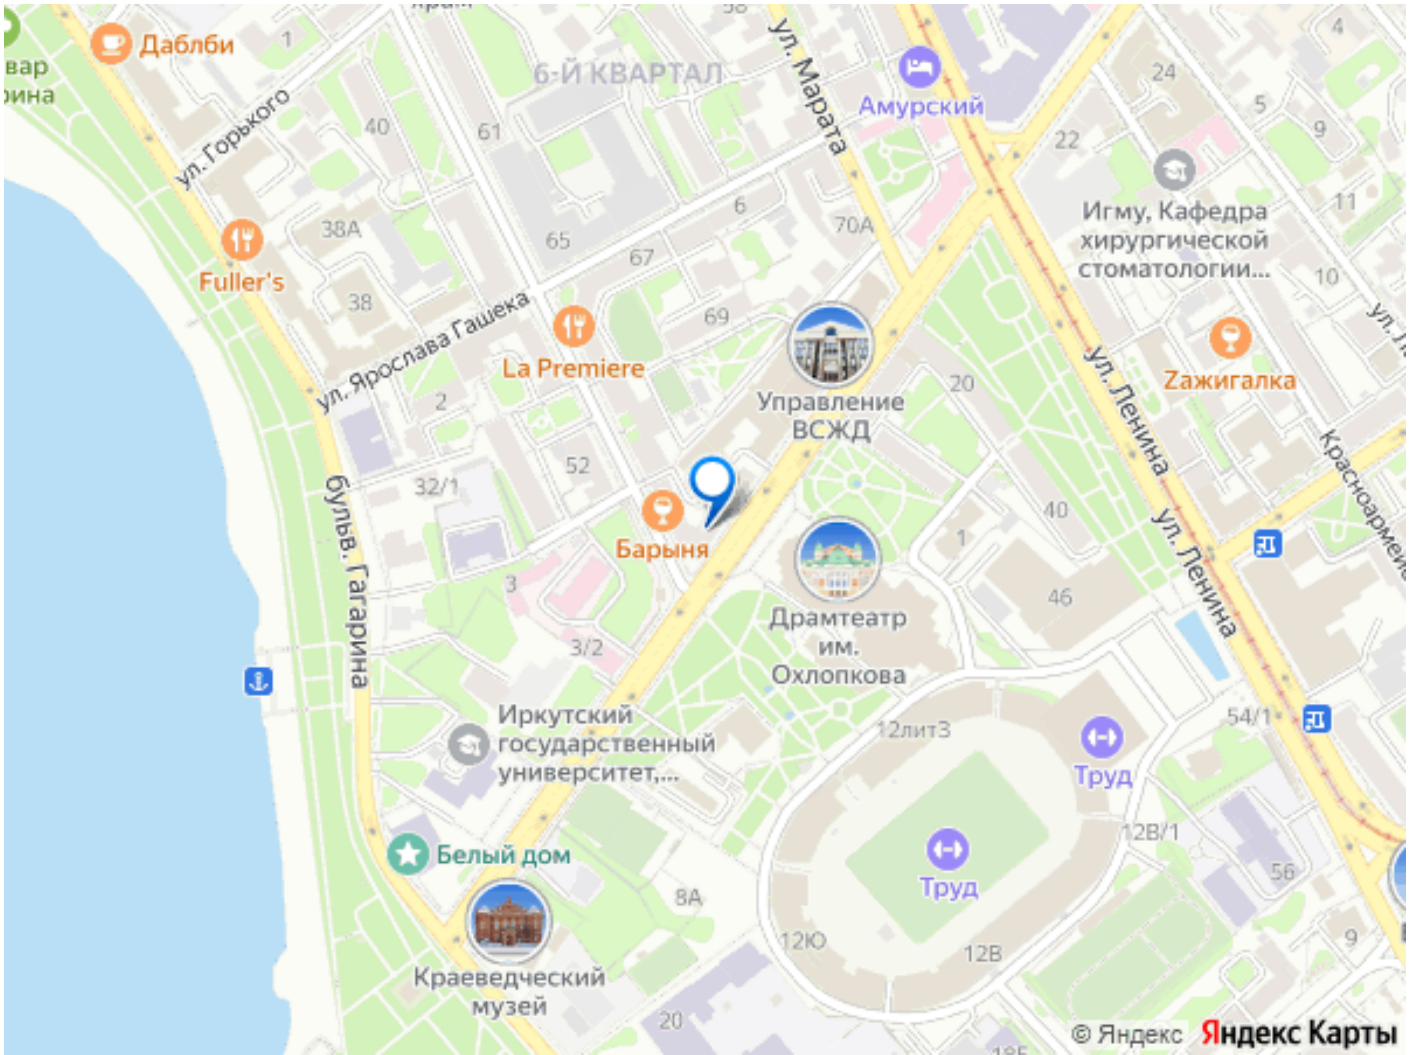 58
Даблби
1
вар
рина
6-Й КВАРТАЛ
ул. Марата
Амурский
24
4
5
9
ул. Горького
40
61
22
Игму, Кафедра
хирургической
стоматологии...
11
10
38А
Fuller's
38
65
67
6
70А
69
ул. Ярослава Гашека
La Premiere
Управление
ВСЖД
20
ул. Ленина
Zажигалка
2
52
32/1
бульв. Гагарина
Барыня
Драмтеатр
им.
Охлопкова
1
40
46
ул. Ленина
3
3/2
Иркутский
государственный
университет,...
12лит3
Труд
54/1
12В/1
56
Белый дом
Труд
8А
12Ю
12В
9
Краеведческий
музей
20
© Яндекс Яндекс Карты